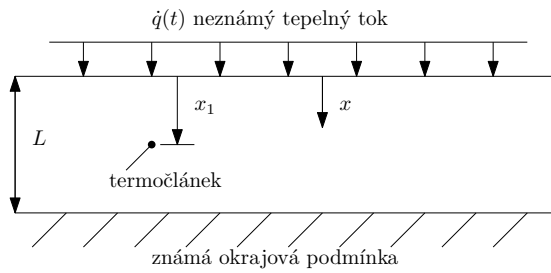 q̇(t) neznámý tepelný tok
x₁
x
L
termočlánek
známá okrajová podmínka